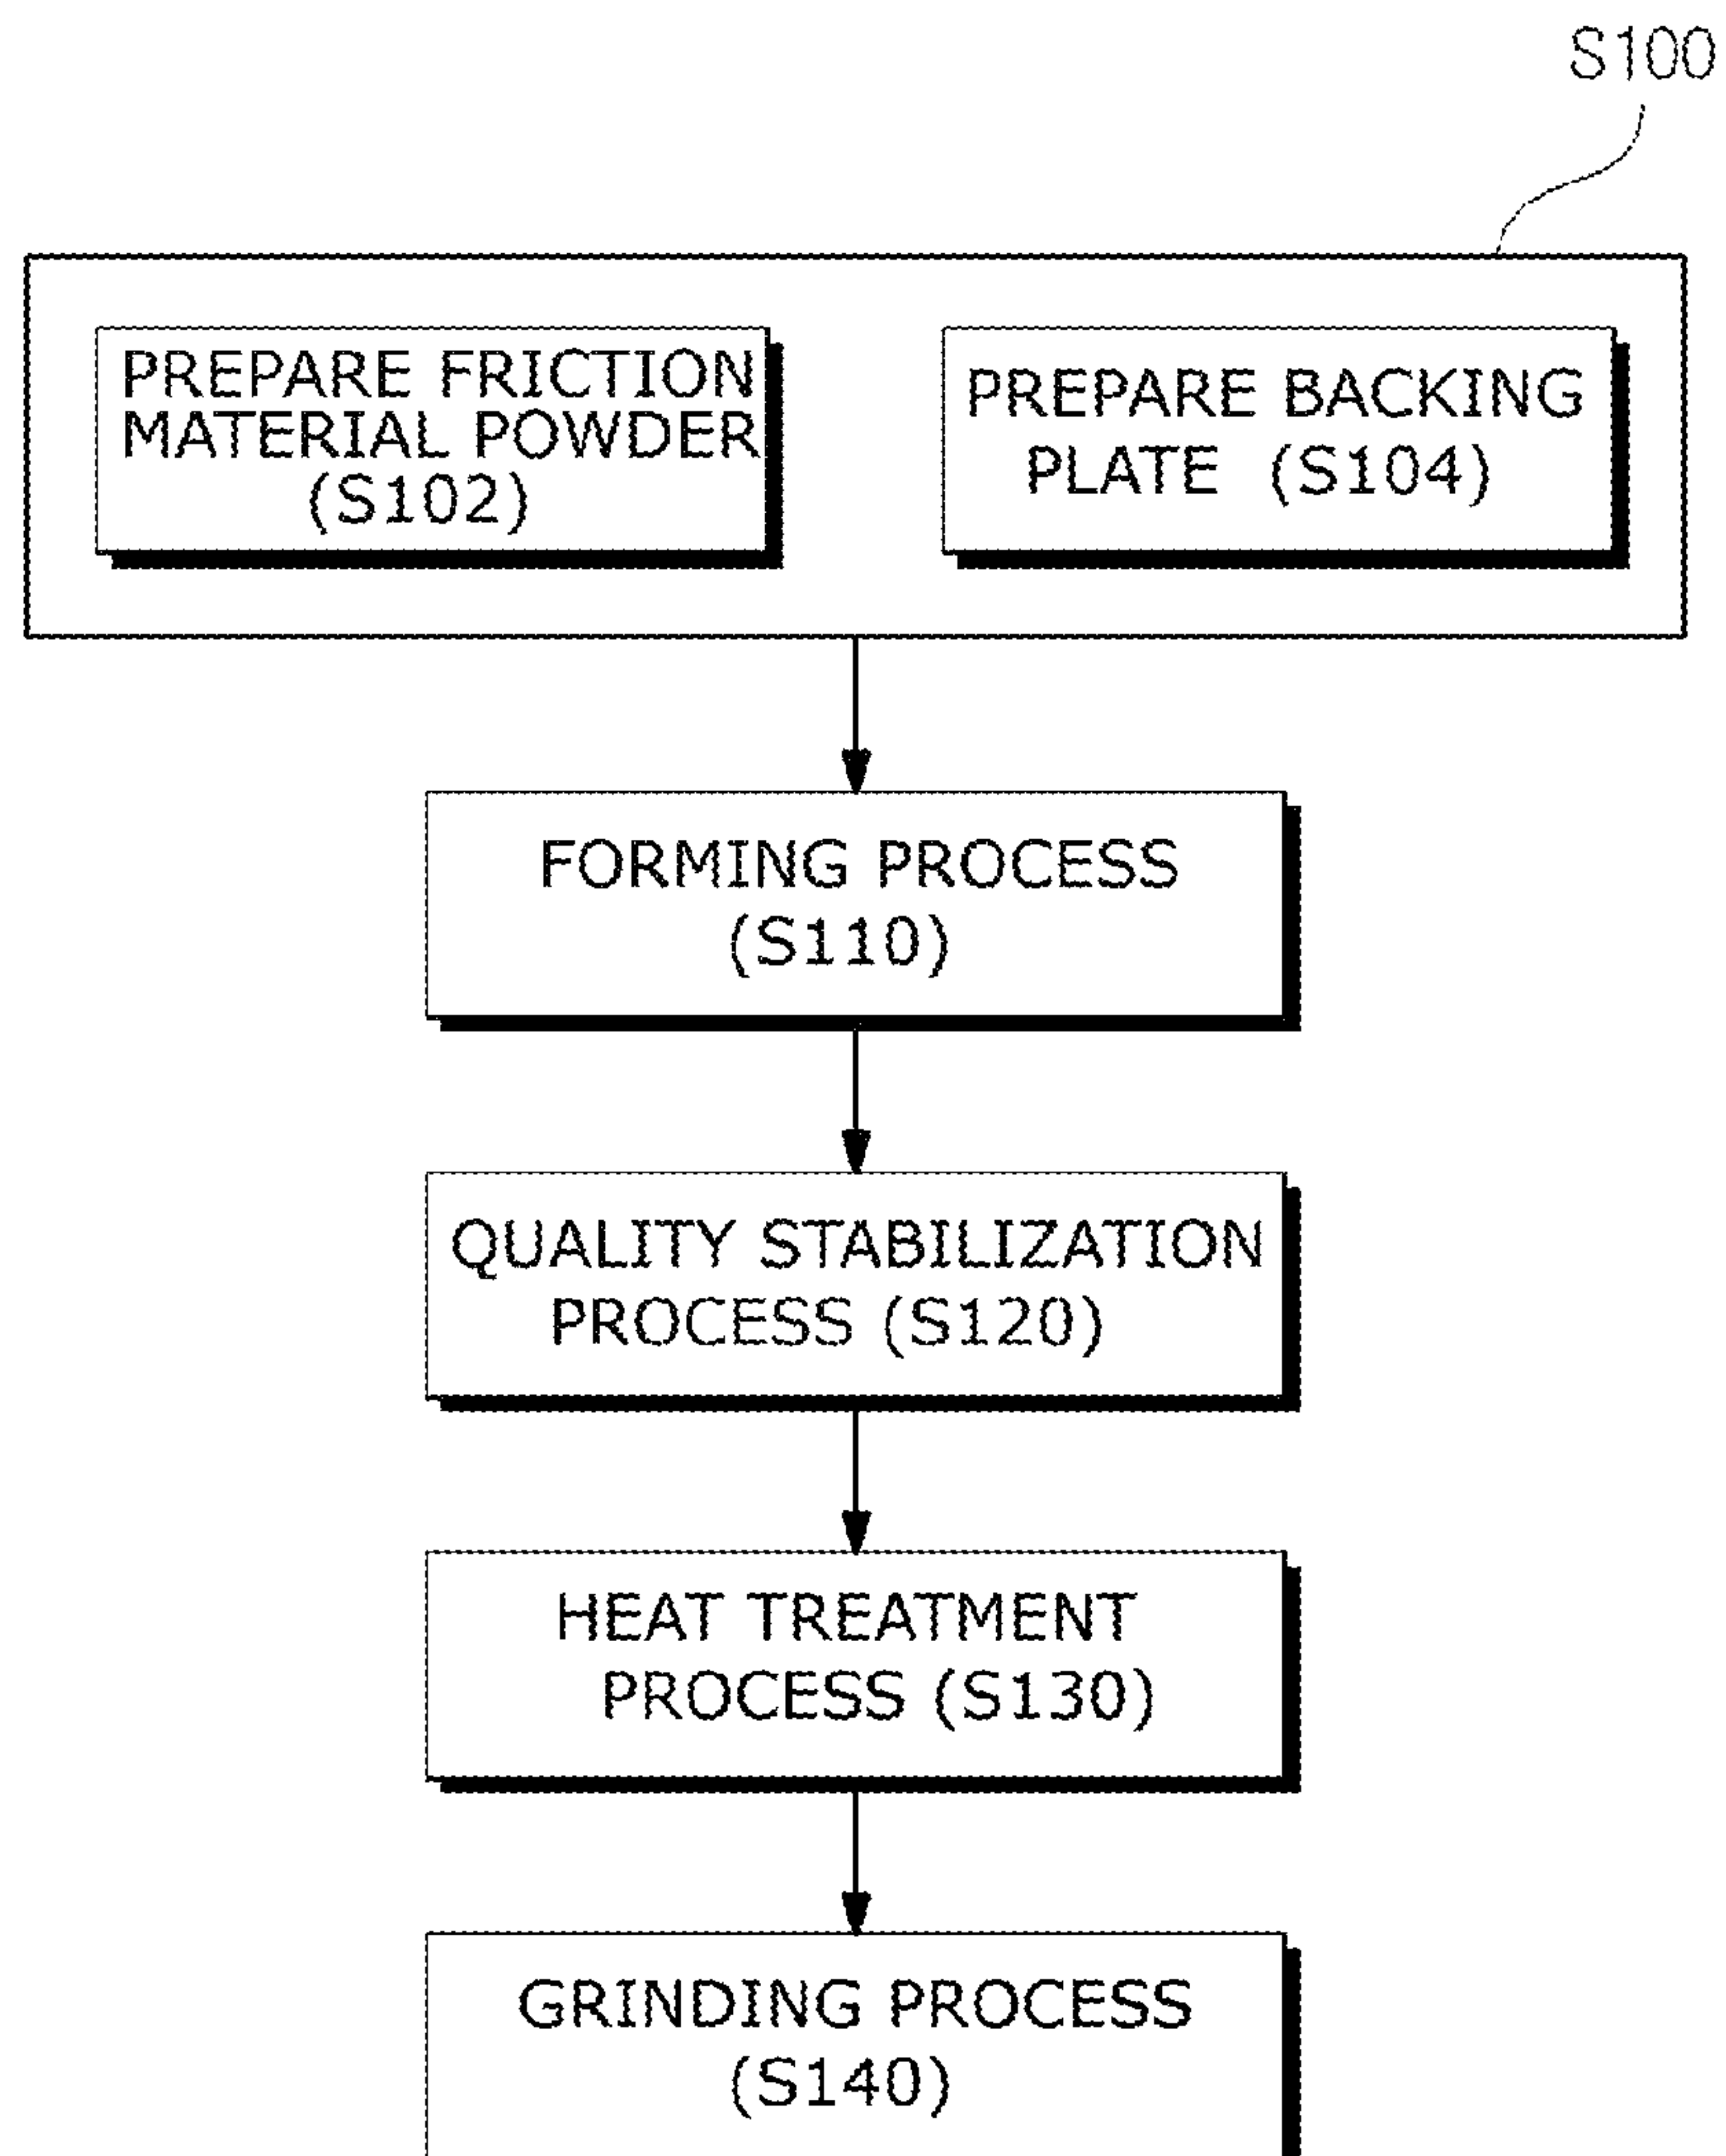 S100
PREPARE FRICTION
MATERIAL POWDER
(S102)
PREPARE BACKING
PLATE (S104)
FORMING PROCESS
(S110)
QUALITY STABILIZATION
PROCESS (S120)
HEAT TREATMENT
PROCESS (S130)
GRINDING PROCESS
(S140)